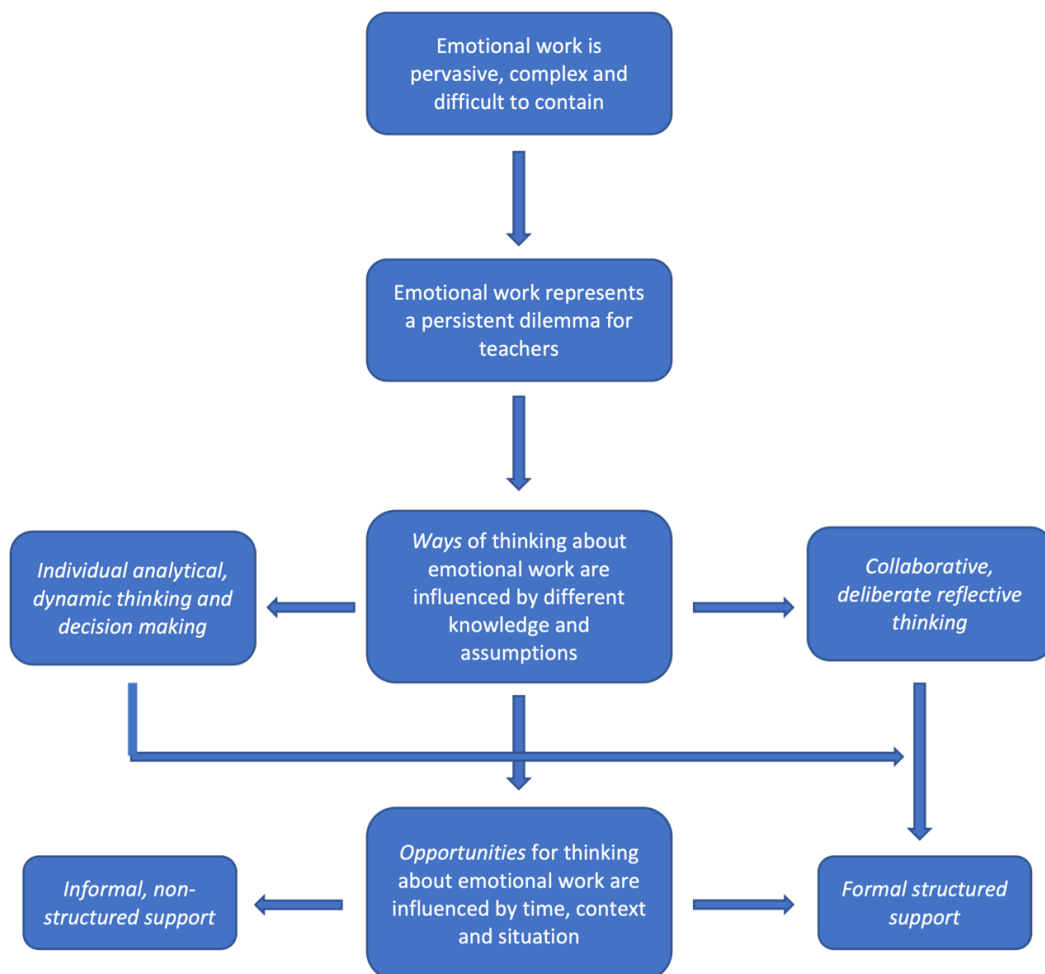 Emotional work is
pervasive, complex and
difficult to contain
Emotional work represents
a persistent dilemma for
teachers
Individual analytical,
dynamic thinking and
decision making
Ways of thinking about
emotional work are
influenced by different
knowledge and
assumptions
Collaborative,
deliberate reflective
thinking
Informal, non-
structured support
Opportunities for thinking
about emotional work are
influenced by time, context
and situation
Formal structured
support